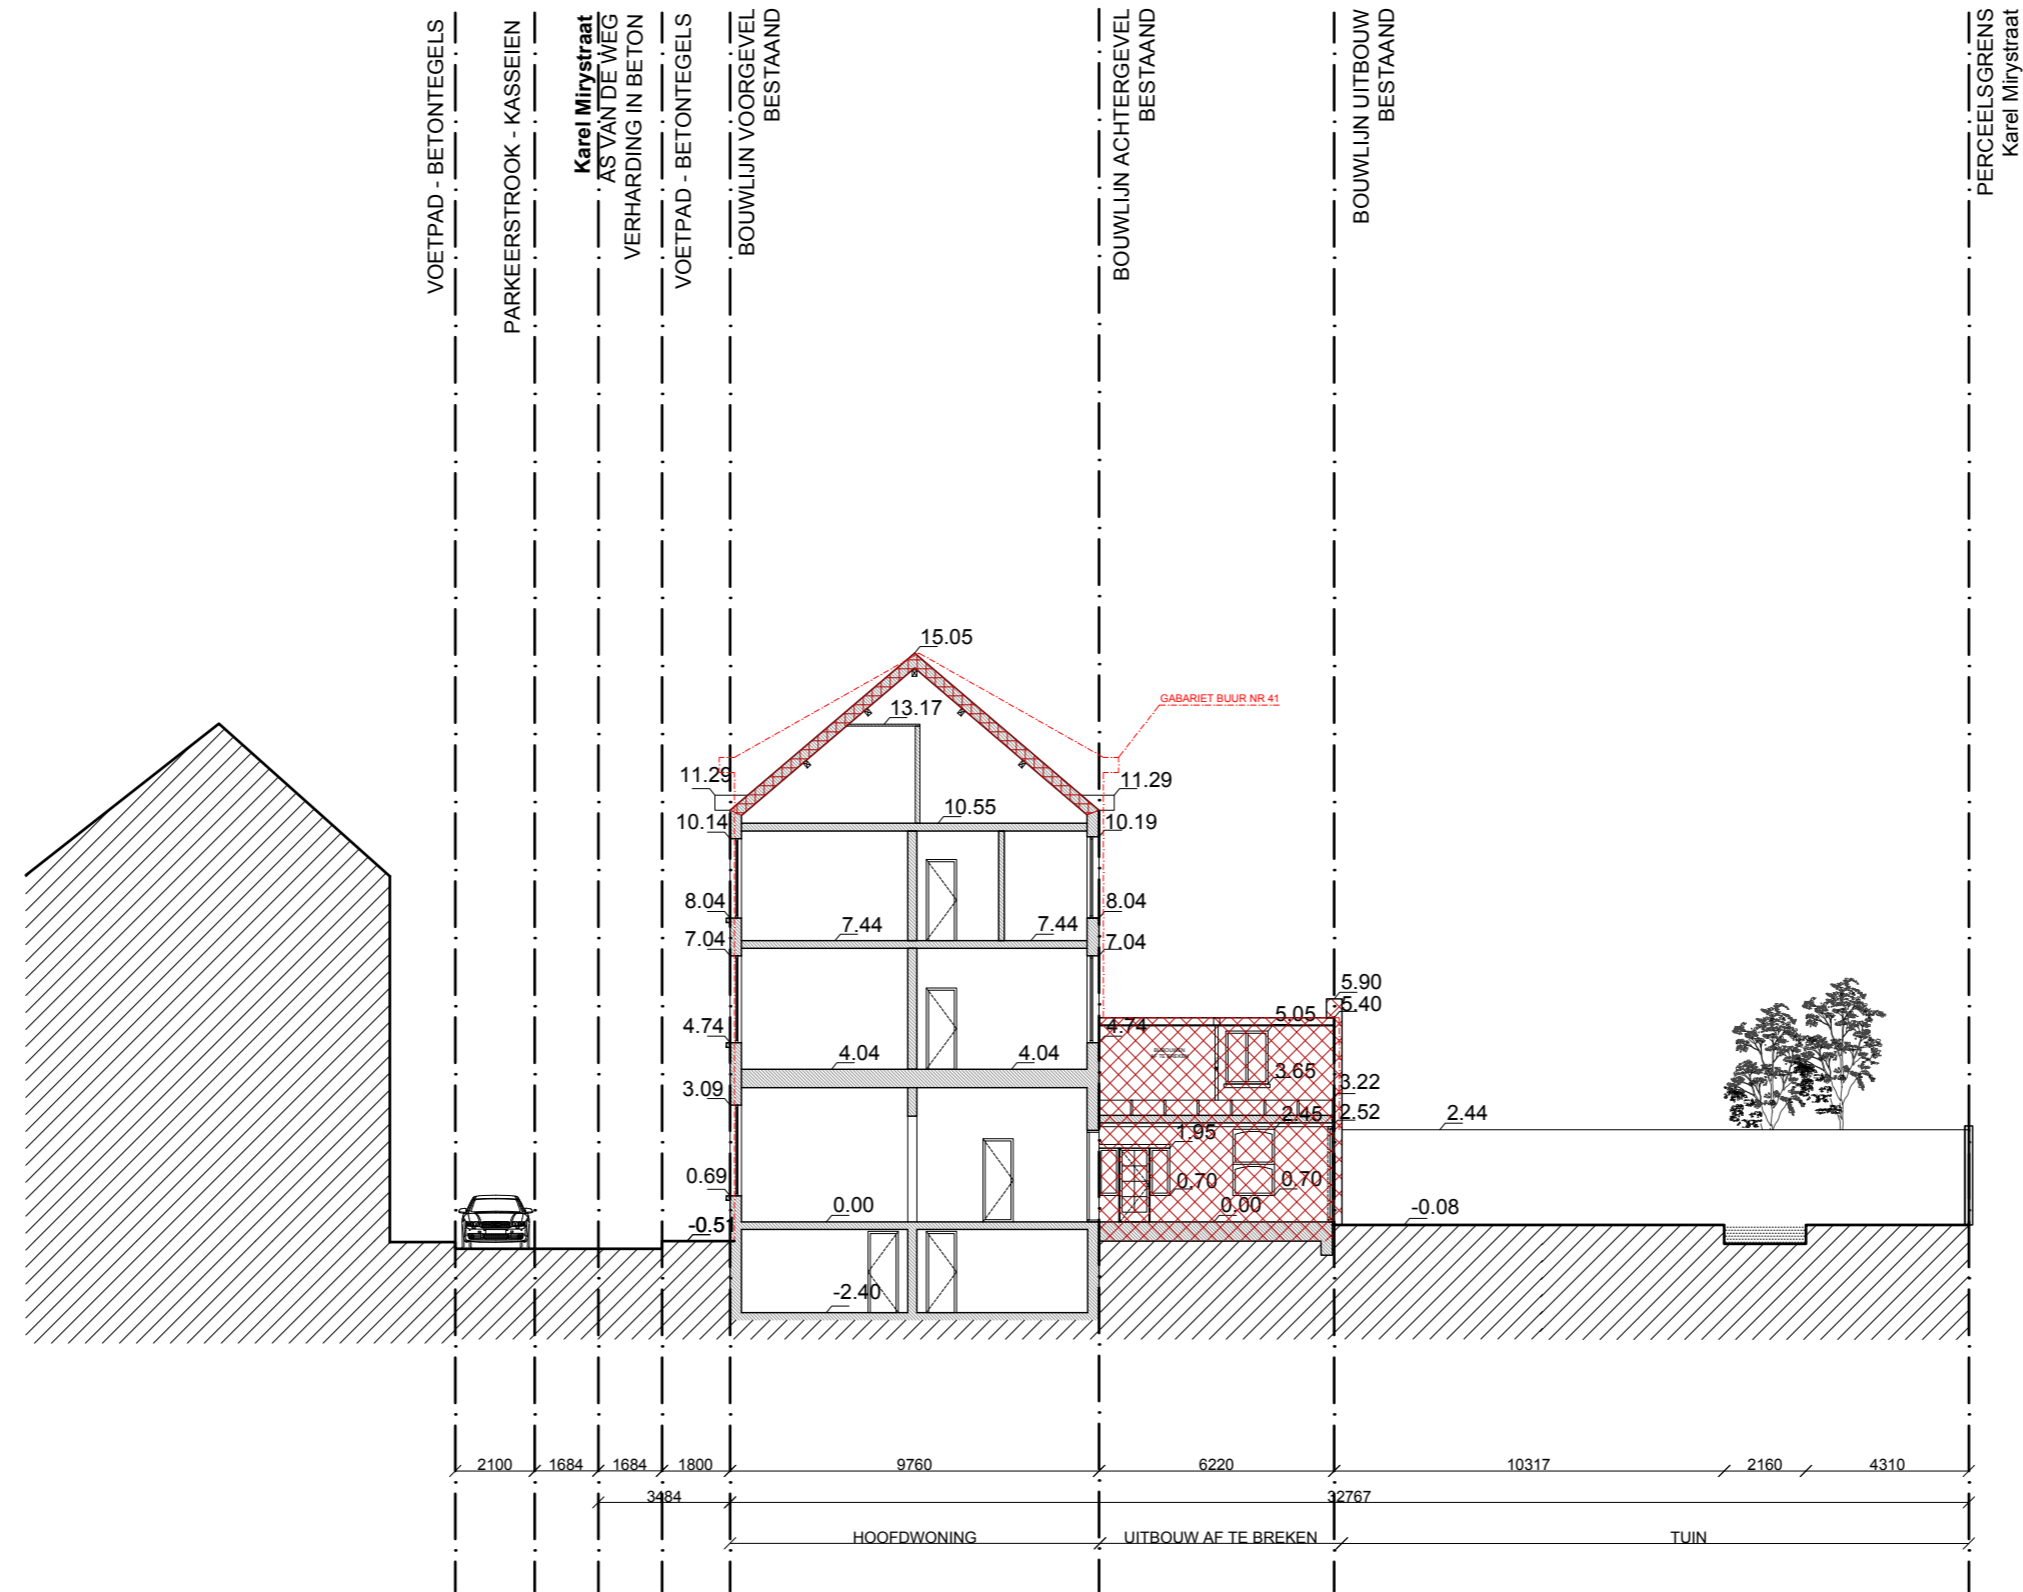 VOETPAD - BETONTEGELS
PARKEERSTROOK - KASSEIEN
Karel Mirystraat
AS VAN DE WEG
VERHARDING IN BETON
VOETPAD - BETONTEGELS
BOUWLIJN VOORGEVEL
BESTAAND
BOUWLIJN ACHTERGEVEL
BESTAAND
BOUWLIJN UITBOUW
BESTAAND
PERCEELSGRENS
Karel Mirystraat
15.05
GABARIET BUUR NR 41
13.17
11.29
11.29
10.55
10.14
10.19
8.04
8.04
7.44
7.44
7.04
7.04
5.90
5.40
5.05
4.74
4.74
4.04
4.04
AF TE BREKEN
3.65
3.22
3.09
2.52
2.45
2.44
1.95
0.69
0.70
0.70
0.00
0.00
-0.08
-0.51
-2.40
2100
1684
1684
1800
9760
6220
10317
2160
4310
3484
32767
HOOFDWONING
UITBOUW AF TE BREKEN
TUIN